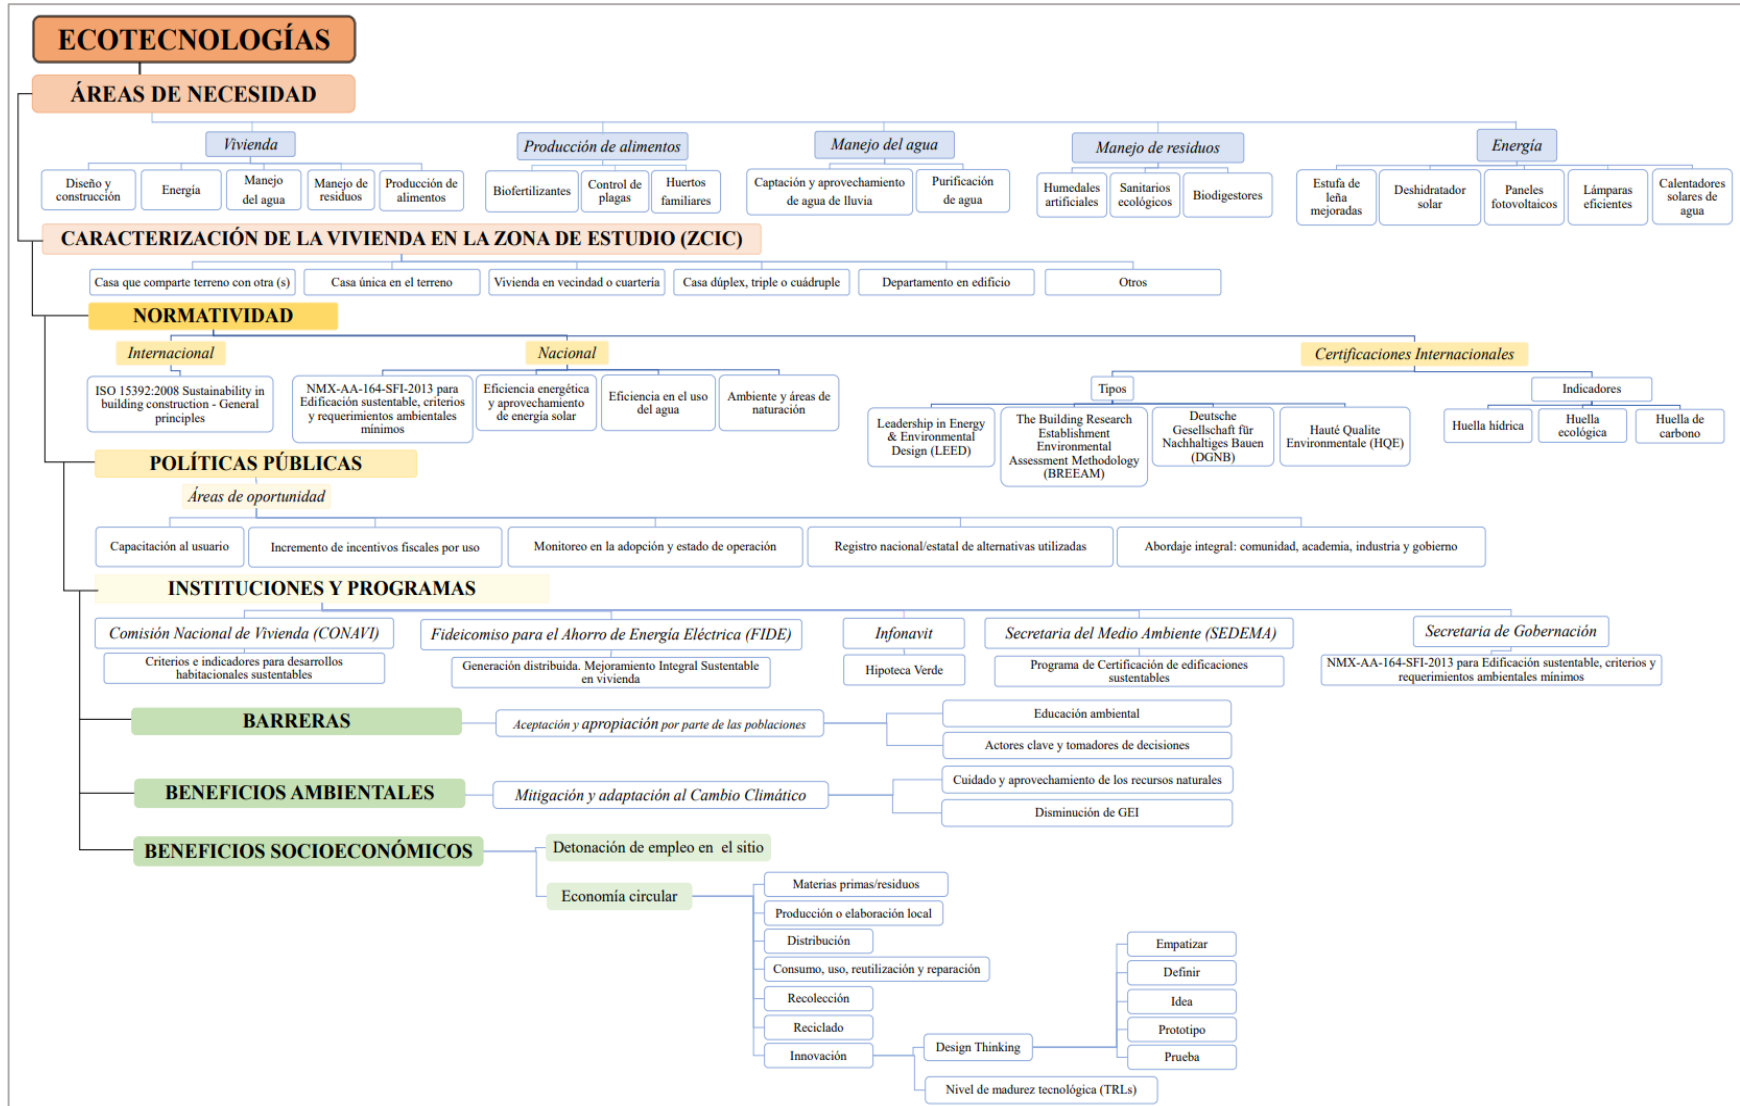 ECOTECNOLOGÍAS
ÁREAS DE NECESIDAD
Vivienda
Producción de alimentos
Manejo del agua
Manejo de residuos
Energía
Diseño y
construcción
Energía
Manejo
del agua
Manejo de
residuos
Producción de
alimentos
Biofertilizantes
Control de
plagas
Huertos
familiares
Captación y aprovechamiento
de agua de lluvia
Purificación
de agua
Humedales
artificiales
Sanitarios
ecológicos
Biodigestores
Estufa de
leña
mejoradas
Deshidratador
solar
Paneles
fotovoltaicos
Lámparas
eficientes
Calentadores
solares de
agua
CARACTERIZACIÓN DE LA VIVIENDA EN LA ZONA DE ESTUDIO (ZCIC)
Casa que comparte terreno con otra (s)
Casa única en el terreno
Vivienda en vecindad o cuartería
Casa dúplex, triple o cuádruple
Departamento en edificio
Otros
NORMATIVIDAD
Internacional
Nacional
Certificaciones Internacionales
ISO 15392:2008 Sustainability in
building construction - General
principles
NMX-AA-164-SFI-2013 para
Edificación sustentable, criterios
y requerimientos ambientales
mínimos
Eficiencia energética
y aprovechamiento
de energía solar
Eficiencia en el uso
del agua
Ambiente y áreas de
naturación
Tipos
Indicadores
Leadership in Energy
& Environmental
Design (LEED)
The Building Research
Establishment
Environmental
Assessment Methodology
(BREEAM)
Deutsche
Gesellschaft für
Nachhaltiges Bauen
(DGNB)
Hauté Qualite
Environmentale (HQE)
Huella hídrica
Huella
ecológica
Huella de
carbono
POLÍTICAS PÚBLICAS
Áreas de oportunidad
Capacitación al usuario
Incremento de incentivos fiscales por uso
Monitoreo en la adopción y estado de operación
Registro nacional/estatal de alternativas utilizadas
Abordaje integral: comunidad, academia, industria y gobierno
INSTITUCIONES Y PROGRAMAS
Comisión Nacional de Vivienda (CONAVI)
Fideicomiso para el Ahorro de Energía Eléctrica (FIDE)
Infonavit
Secretaria del Medio Ambiente (SEDEMA)
Secretaria de Gobernación
Criterios e indicadores para desarrollos
habitacionales sustentables
Generación distribuida. Mejoramiento Integral Sustentable
en vivienda
Hipoteca Verde
Programa de Certificación de edificaciones
sustentables
NMX-AA-164-SFI-2013 para Edificación sustentable, criterios y
requerimientos ambientales mínimos
BARRERAS
Aceptación y apropiación por parte de las poblaciones
Educación ambiental
Actores clave y tomadores de decisiones
BENEFICIOS AMBIENTALES
Mitigación y adaptación al Cambio Climático
Cuidado y aprovechamiento de los recursos naturales
Disminución de GEI
BENEFICIOS SOCIOECONÓMICOS
Detonación de empleo en el sitio
Economía circular
Materias primas/residuos
Producción o elaboración local
Distribución
Consumo, uso, reutilización y reparación
Recolección
Reciclado
Innovación
Design Thinking
Empatizar
Definir
Idea
Prototipo
Prueba
Nivel de madurez tecnológica (TRLs)